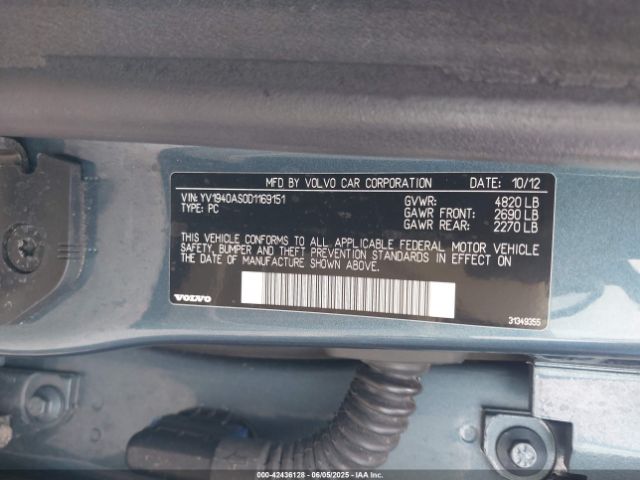 MFD BY VOLVO CAR CORPORATION DATE: 10/12
VIN: YV1940AS0D1169151
TYPE: PC
GVWR: 4820 LB
GAWR FRONT: 2690 LB
GAWR REAR: 2270 LB
THIS VEHICLE CONFORMS TO ALL APPLICABLE FEDERAL MOTOR VEHICLE
SAFETY, BUMPER AND THEFT PREVENTION STANDARDS IN EFFECT ON
THE DATE OF MANUFACTURE SHOWN ABOVE.
VOLVO
31349355
000-42436128 - 06/05/2025 - IAAI